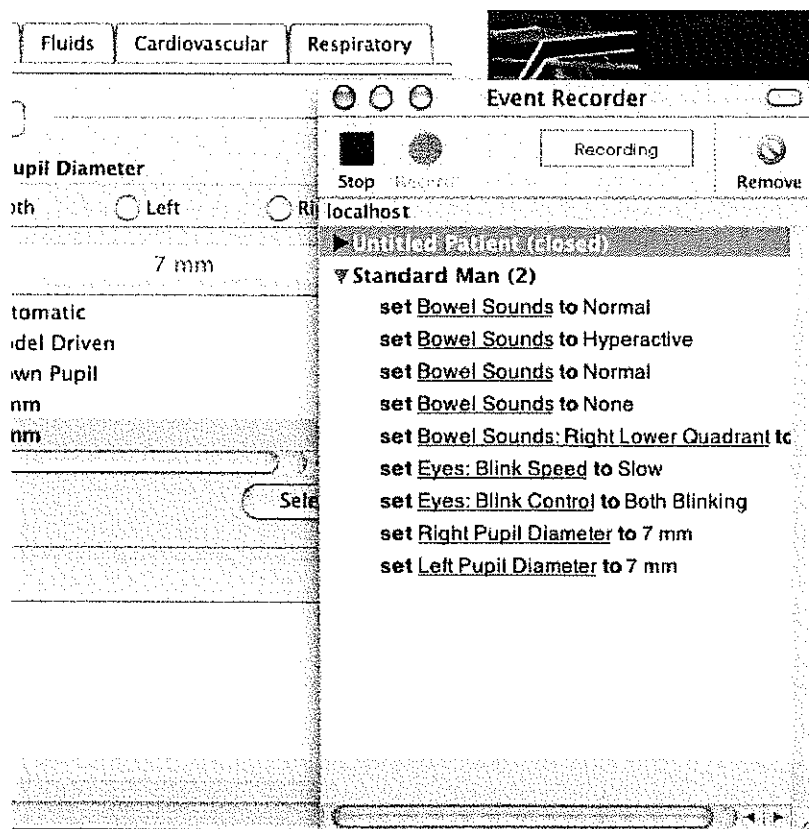 Fluids Cardiovascular Respiratory
Event Recorder
Recording
Stop Remove
upil Diameter
oth Left Ri
7 mm
tomatic
del Driven
wn Pupil
mm
mm
Sele
localhost
Untitled Patient (closed)
Standard Man (2)
set Bowel Sounds to Normal
set Bowel Sounds to Hyperactive
set Bowel Sounds to Normal
set Bowel Sounds to None
set Bowel Sounds: Right Lower Quadrant to
set Eyes: Blink Speed to Slow
set Eyes: Blink Control to Both Blinking
set Right Pupil Diameter to 7 mm
set Left Pupil Diameter to 7 mm